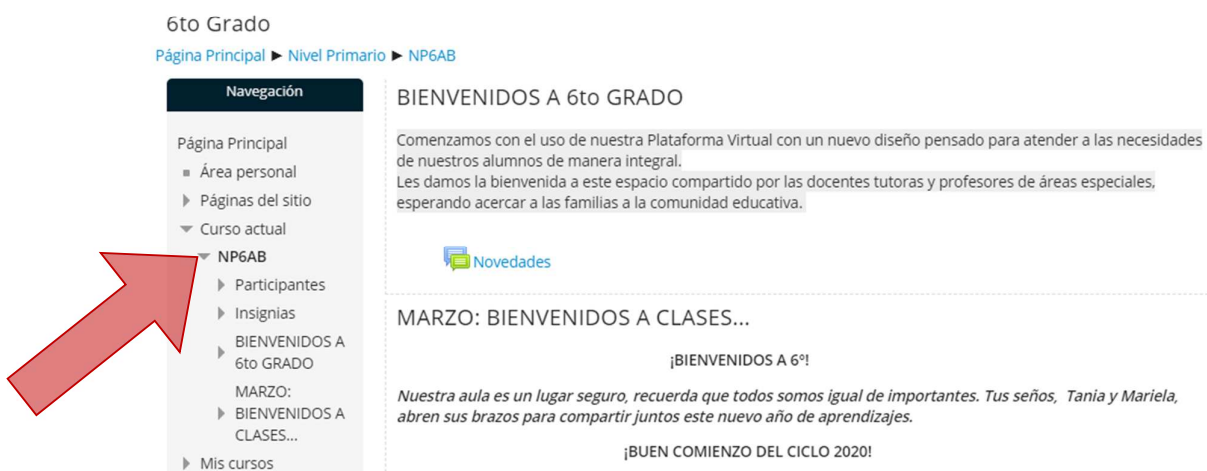 6to Grado
Página Principal ► Nivel Primario ► NP6AB
Navegación
Página Principal
Área personal
Páginas del sitio
Curso actual
NP6AB
Participantes
Insignias
BIENVENIDOS A
6to GRADO
MARZO:
BIENVENIDOS A
CLASES...
Mis cursos
BIENVENIDOS A 6to GRADO
Comenzamos con el uso de nuestra Plataforma Virtual con un nuevo diseño pensado para atender a las necesidades
de nuestros alumnos de manera integral.
Les damos la bienvenida a este espacio compartido por las docentes tutoras y profesores de áreas especiales,
esperando acercar a las familias a la comunidad educativa.
Novedades
MARZO: BIENVENIDOS A CLASES...
¡BIENVENIDOS A 6º!
Nuestra aula es un lugar seguro, recuerda que todos somos igual de importantes. Tus seños, Tania y Mariela,
abren sus brazos para compartir juntos este nuevo año de aprendizajes.
¡BUEN COMIENZO DEL CICLO 2020!